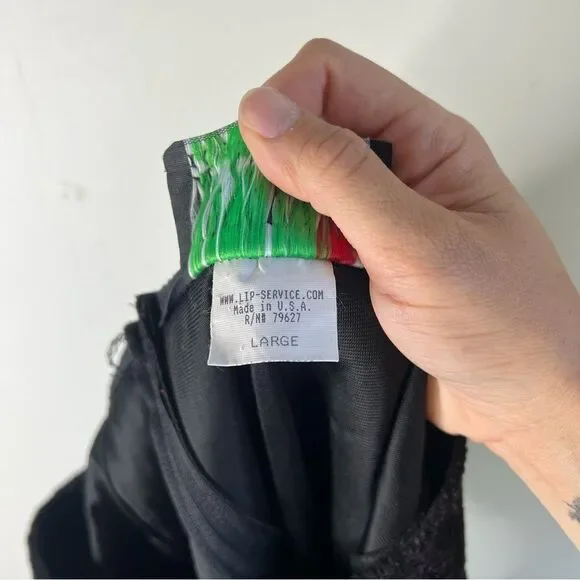 WWW.LIP-SERVICE.COM
Made in U.S.A.
R/N# 79627
LARGE